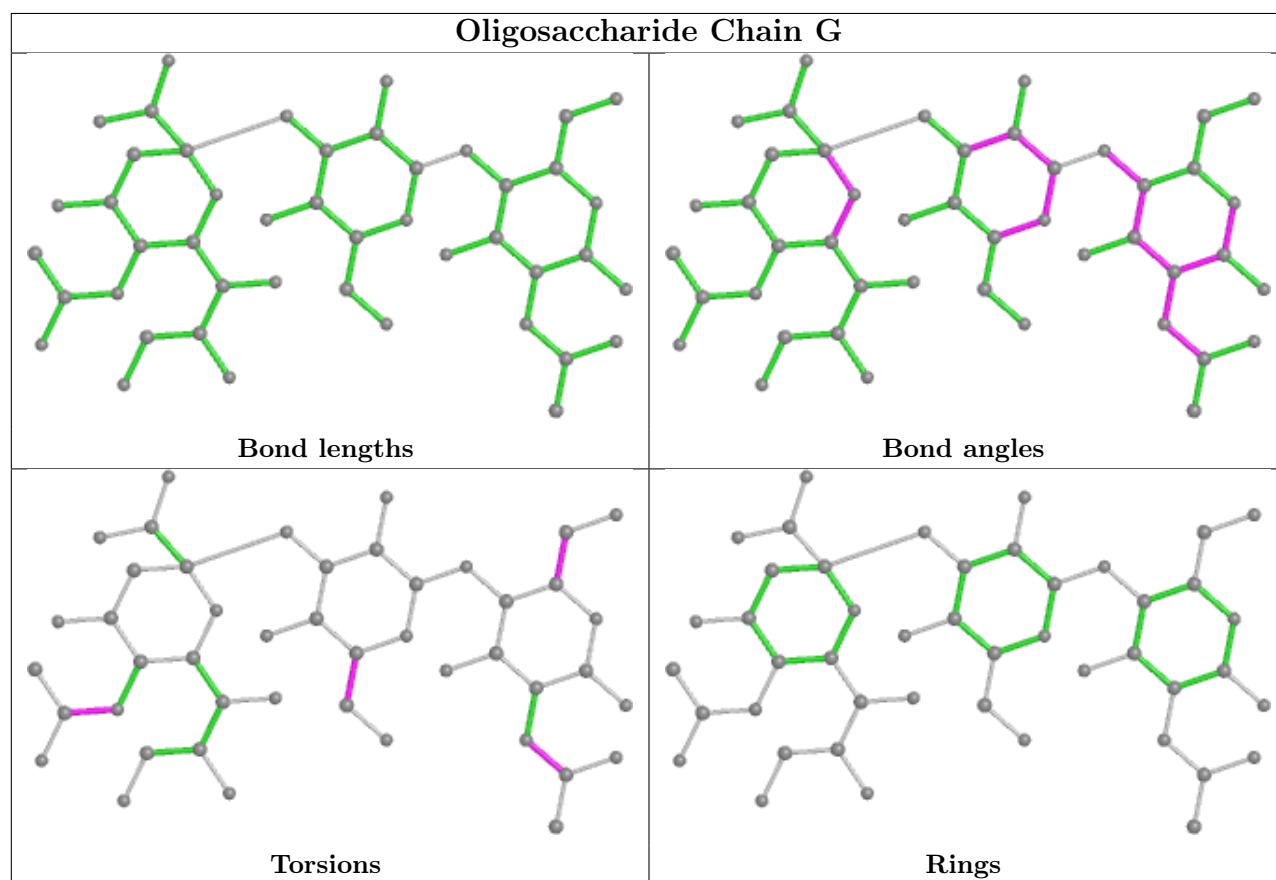 Oligosaccharide Chain G
Bond lengths
Bond angles
Torsions
Rings